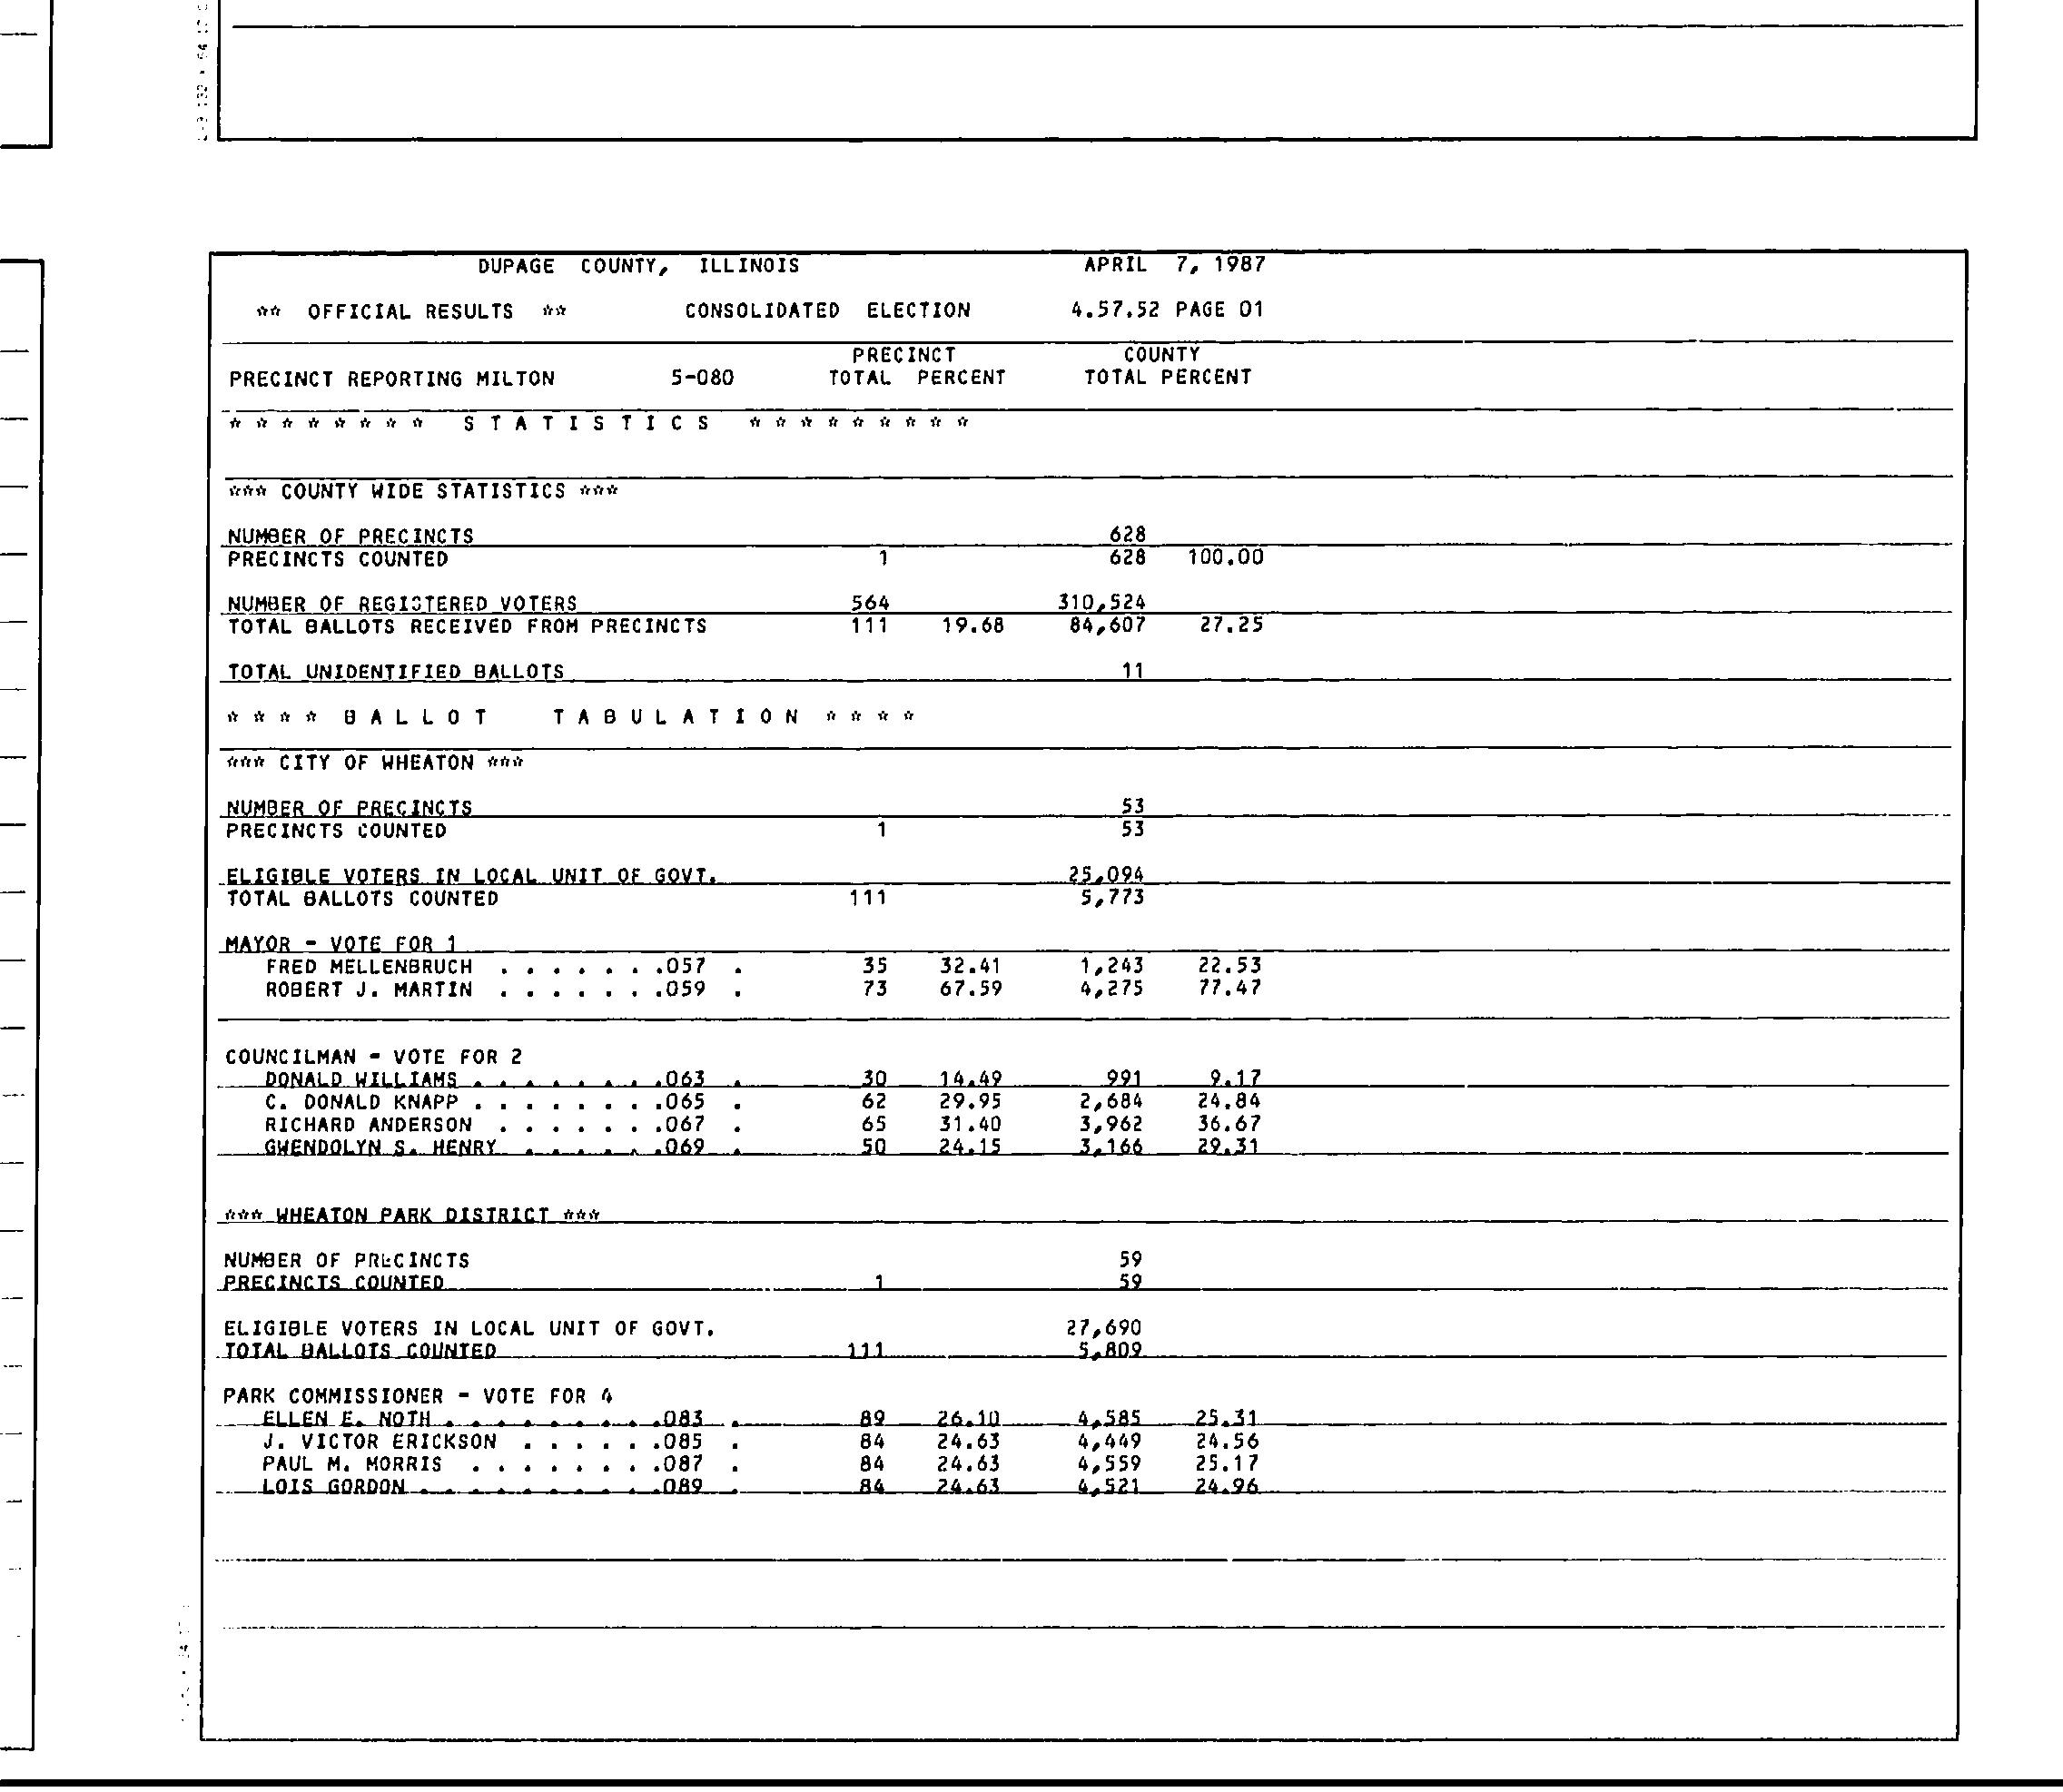 DUPAGE COUNTY, ILLINOIS APRIL 7, 1987
** OFFICIAL RESULTS ** CONSOLIDATED ELECTION 4.57.52 PAGE 01
PRECINCT COUNTY
PRECINCT REPORTING MILTON 5-080 TOTAL PERCENT TOTAL PERCENT
* * * * * * * * S T A T I S T I C S * * * * * * * * *
*** COUNTY WIDE STATISTICS ***
NUMBER OF PRECINCTS 628
PRECINCTS COUNTED 1 628 100.00
NUMBER OF REGISTERED VOTERS 564 310,524
TOTAL BALLOTS RECEIVED FROM PRECINCTS 111 19.68 84,607 27.25
TOTAL UNIDENTIFIED BALLOTS 11
* * * * B A L L O T T A B U L A T I O N * * * *
*** CITY OF WHEATON ***
NUMBER OF PRECINCTS 53
PRECINCTS COUNTED 1 53
ELIGIBLE VOTERS IN LOCAL UNIT OF GOVT. 25,094
TOTAL BALLOTS COUNTED 111 5,773
MAYOR - VOTE FOR 1
FRED MELLENBRUCH . . . . . . .057 . 35 32.41 1,243 22.53
ROBERT J. MARTIN . . . . . . .059 . 73 67.59 4,275 77.47
COUNCILMAN - VOTE FOR 2
DONALD WILLIAMS . . . . . . . .063 . 30 14.49 991 9.17
C. DONALD KNAPP . . . . . . . .065 . 62 29.95 2,684 24.84
RICHARD ANDERSON . . . . . . .067 . 65 31.40 3,962 36.67
GWENDOLYN S. HENRY . . . . . .069 . 50 24.15 3,166 29.31
*** WHEATON PARK DISTRICT ***
NUMBER OF PRECINCTS 59
PRECINCTS COUNTED 1 59
ELIGIBLE VOTERS IN LOCAL UNIT OF GOVT. 27,690
TOTAL BALLOTS COUNTED 111 5,809
PARK COMMISSIONER - VOTE FOR 4
ELLEN E. NOTH . . . . . . . . .083 . 89 26.10 4,585 25.31
J. VICTOR ERICKSON . . . . . .085 . 84 24.63 4,449 24.56
PAUL M. MORRIS . . . . . . . .087 . 84 24.63 4,559 25.17
LOIS GORDON . . . . . . . . . .089 . 84 24.63 4,521 24.96